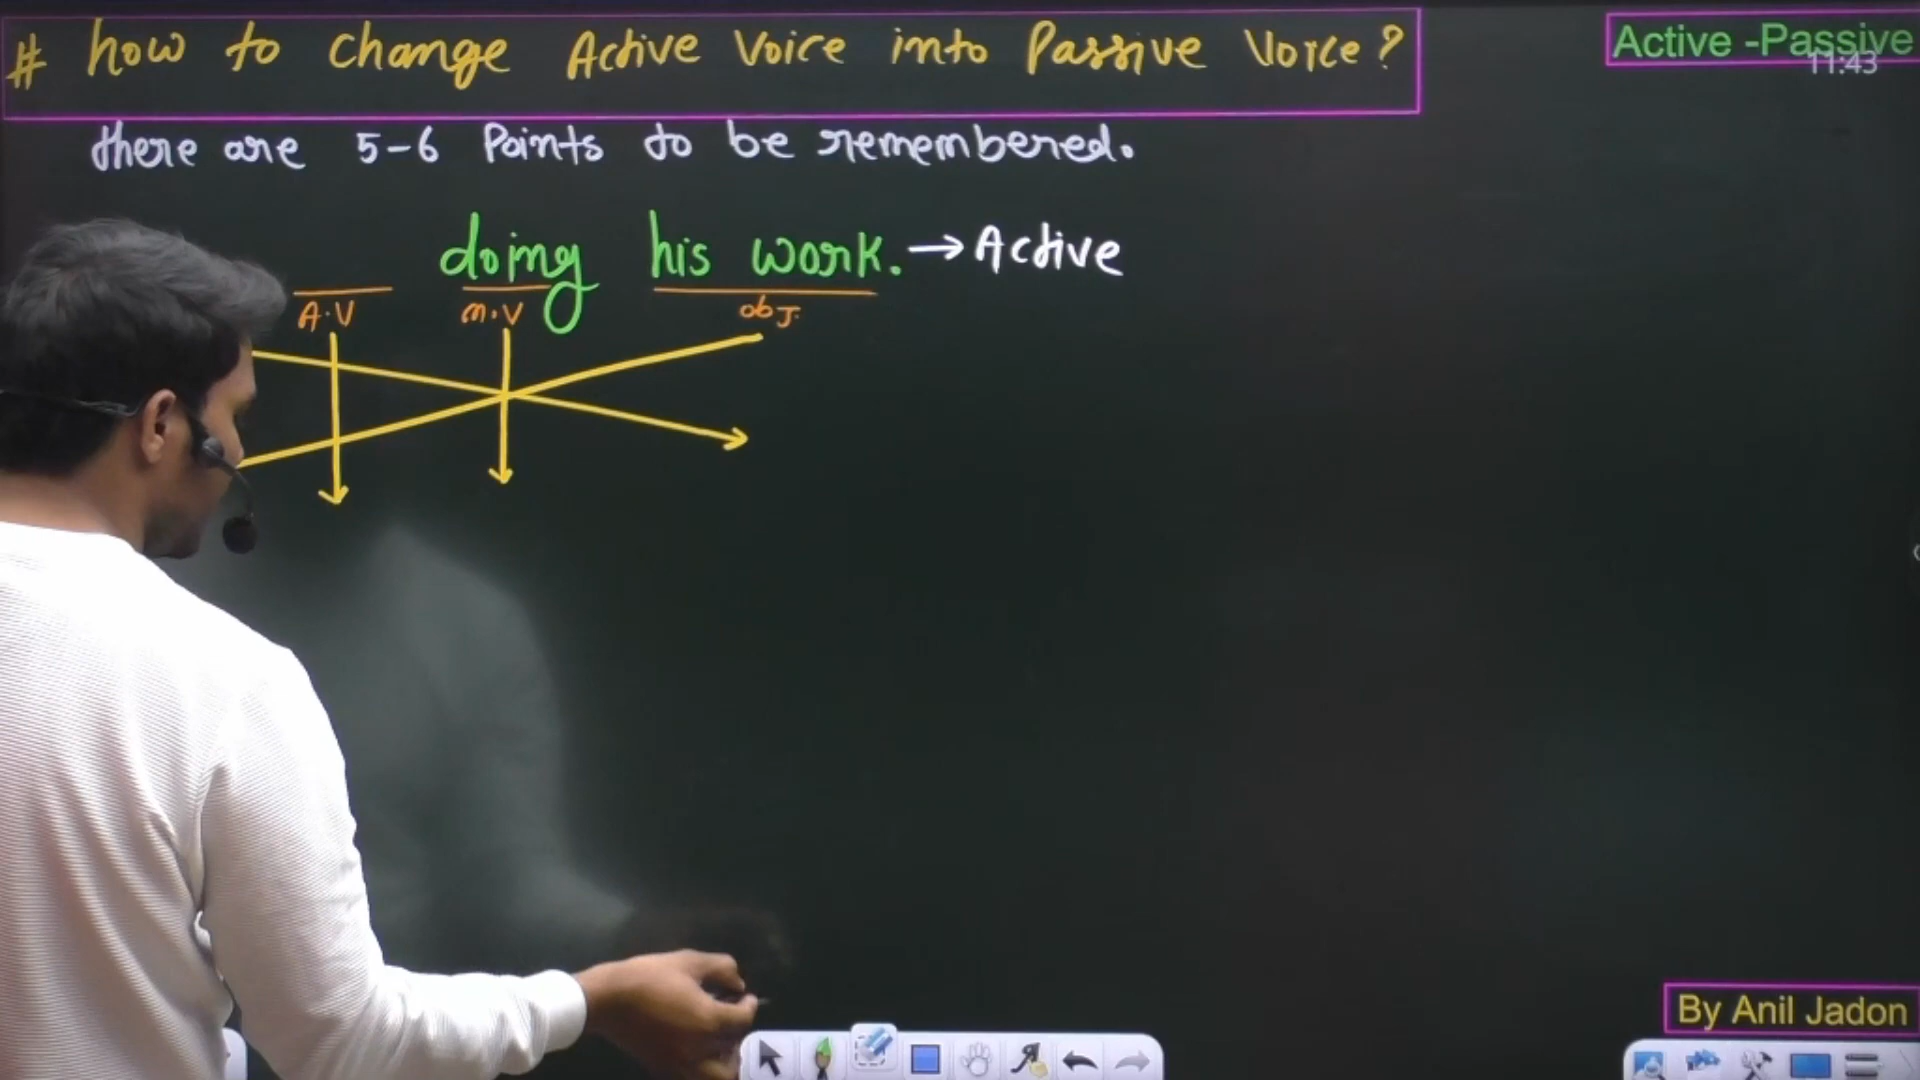 # how to change Active Voice into Passive Voice?
Active -Passive
11:43
there are 5-6 Points to be remembered.
doing his work. → Active
A.V m.V obj.
By Anil Jadon